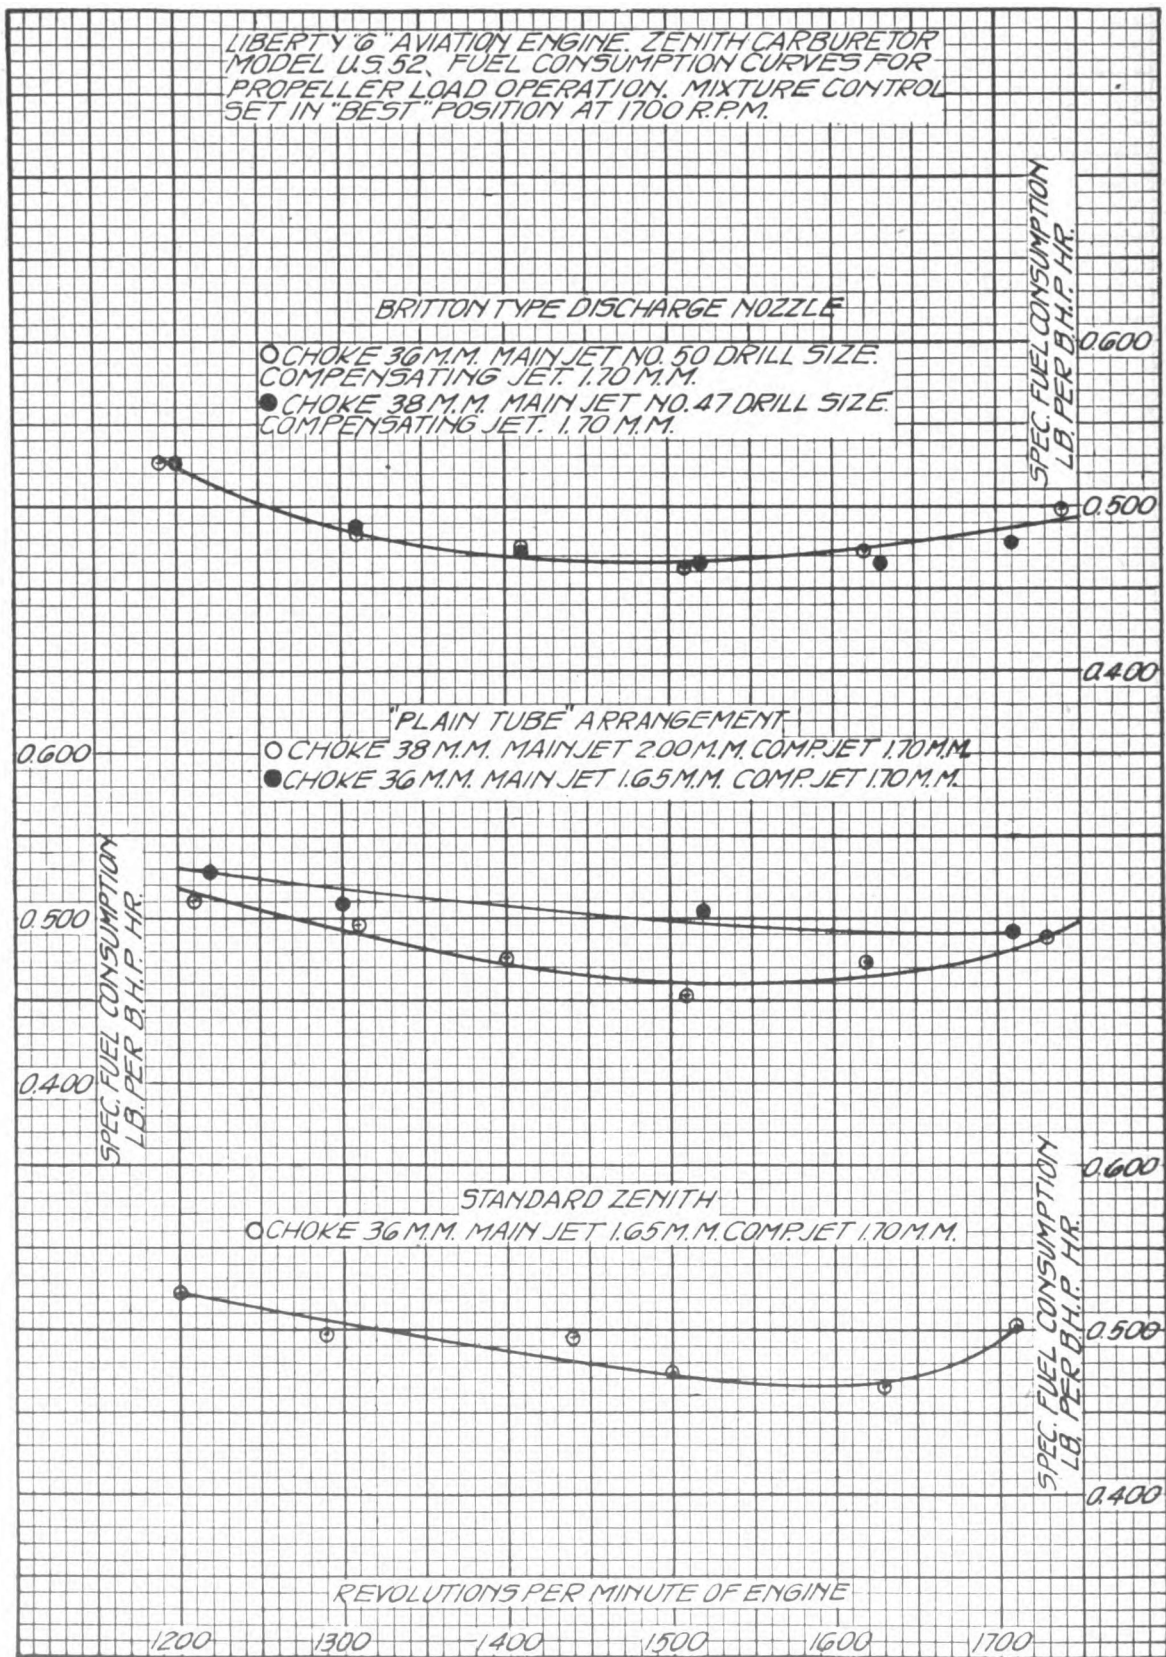 LIBERTY "6" AVIATION ENGINE. ZENITH CARBURETOR
MODEL U.S. 52, FUEL CONSUMPTION CURVES FOR
PROPELLER LOAD OPERATION. MIXTURE CONTROL
SET IN "BEST" POSITION AT 1700 R.P.M.
SPEC. FUEL CONSUMPTION
LB. PER B.H.P. HR.
BRITTON TYPE DISCHARGE NOZZLE
CHOKE 36 M.M. MAIN JET NO. 50 DRILL SIZE.
COMPENSATING JET. 1.70 M.M.
CHOKE 38 M.M. MAIN JET NO. 47 DRILL SIZE.
COMPENSATING JET. 1.70 M.M.
0.600
0.500
0.400
"PLAIN TUBE" ARRANGEMENT
CHOKE 38 M.M. MAIN JET 2.00 M.M. COMP. JET 1.70 M.M.
CHOKE 36 M.M. MAIN JET 1.65 M.M. COMP. JET 1.70 M.M.
0.600
0.500
0.400
SPEC. FUEL CONSUMPTION
LB. PER B.H.P. HR.
STANDARD ZENITH
CHOKE 36 M.M. MAIN JET 1.65 M.M. COMP. JET 1.70 M.M.
SPEC. FUEL CONSUMPTION
LB. PER B.H.P. HR.
0.600
0.500
0.400
REVOLUTIONS PER MINUTE OF ENGINE
1200 1300 1400 1500 1600 1700